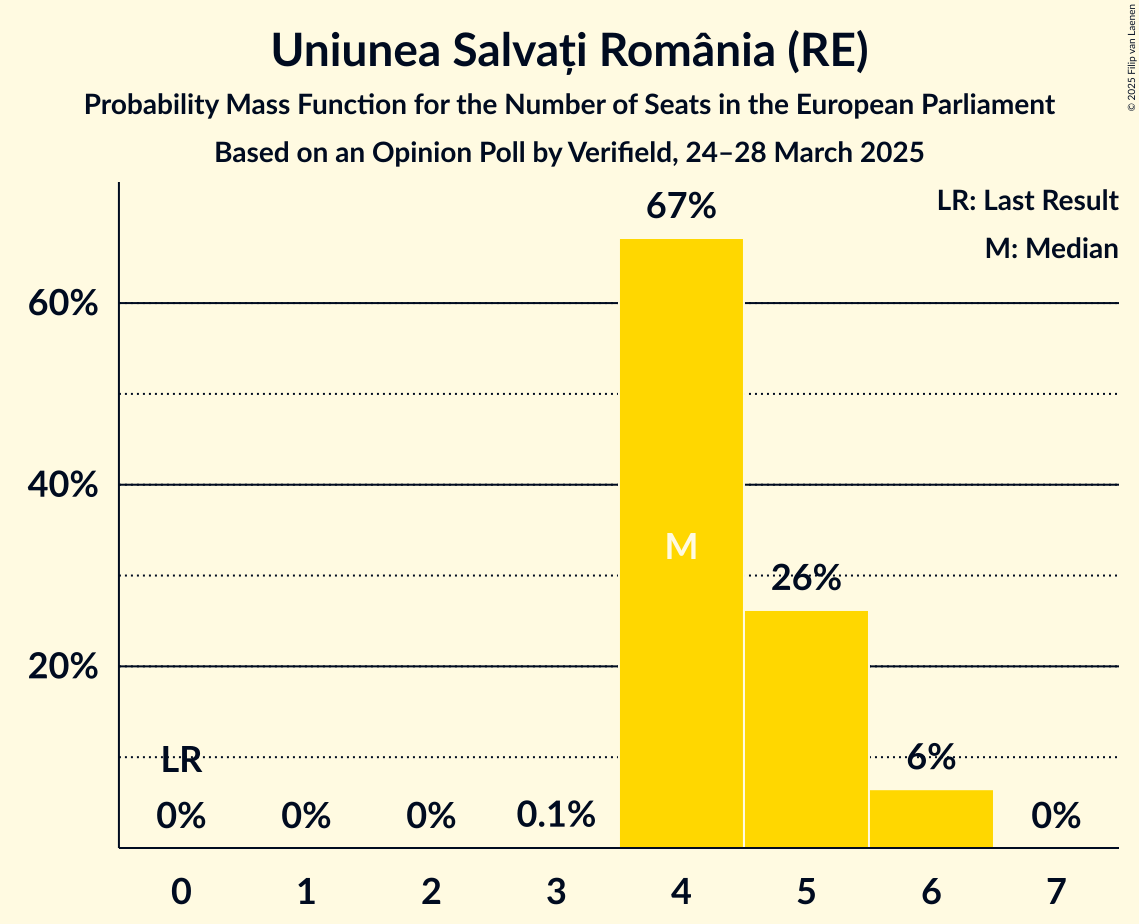 Uniunea Salvați România (RE)
Probability Mass Function for the Number of Seats in the European Parliament
Based on an Opinion Poll by Verifield, 24–28 March 2025
© 2025 Filip van Laenen
LR: Last Result
M: Median
67%
60%
40%
M
26%
20%
LR
6%
0%
0%
0%
0.1%
0%
0 1 2 3 4 5 6 7